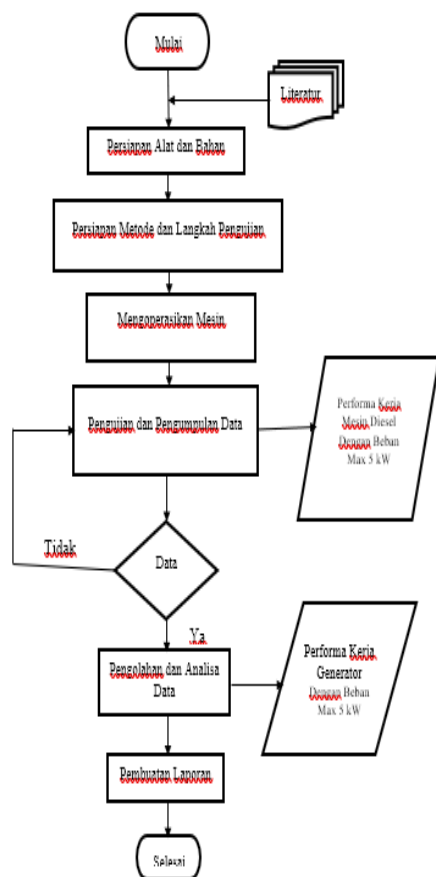 Mulai
Literatur
Persiapan Alat dan Bahan
Persiapan Metode dan Langkah Pengujian
Mengoperasikan Mesin
Pengujian dan Pengumpulan Data
Performa Kerja
Mesin Diesel
Dengan Beban
Max 5 kW
Tidak
Data
Ya
Pengolahan dan Analisa
Data
Performa Kerja
Generator
Dengan Beban
Max 5 kW
Pembuatan Laporan
Selesai